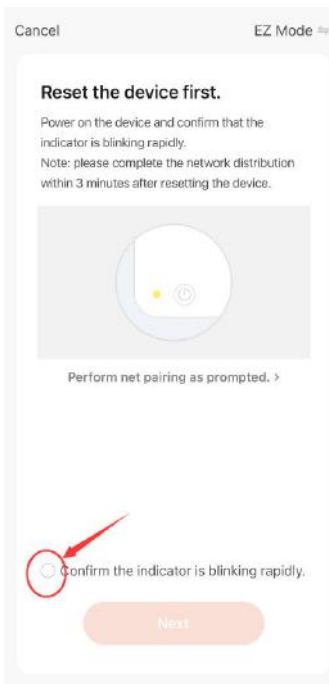 Cancel
EZ Mode
Reset the device first.
Power on the device and confirm that the
indicator is blinking rapidly.
Note: please complete the network distribution
within 3 minutes after resetting the device.
Perform net pairing as prompted. >
Confirm the indicator is blinking rapidly.
Next